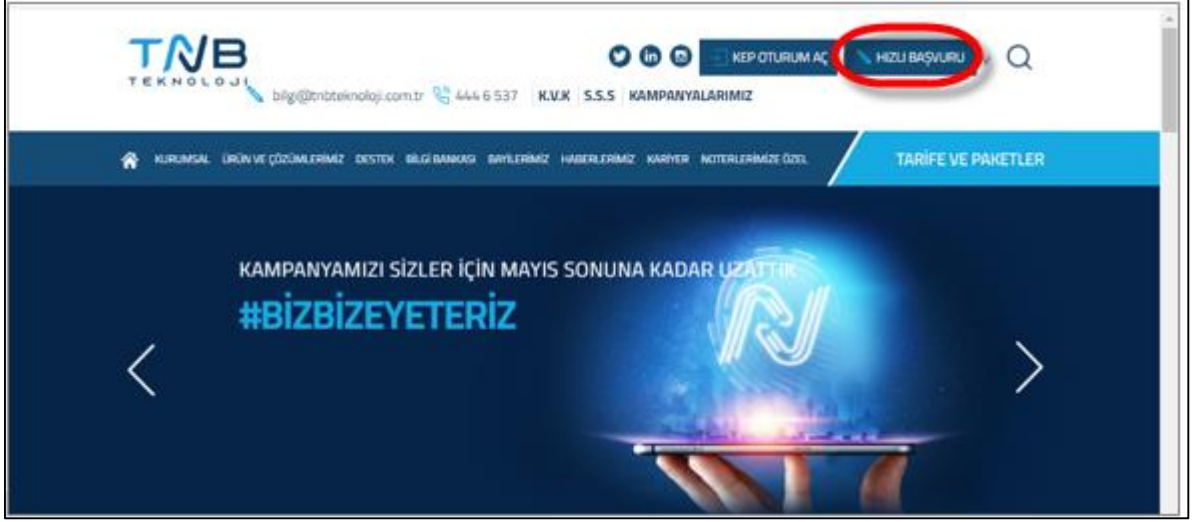 TNB
TEKNOLOJI
KEP OTURUM AÇ
HIZLI BAŞVURU
bilgi@tnbteknoloji.com.tr 444 6 537 K.V.K S.S.S KAMPANYALARIMIZ
KURUMSAL ÜRÜN VE ÇÖZÜMLERİMİZ DESTEK BİLGİ BANKASI BAYİLERİMİZ HABERLERİMİZ KARİYER NOTERLERİMİZE ÖZEL TARİFE VE PAKETLER
KAMPANYAMIZI SİZLER İÇİN MAYIS SONUNA KADAR UZATTIK
#BİZBİZEYETERİZ